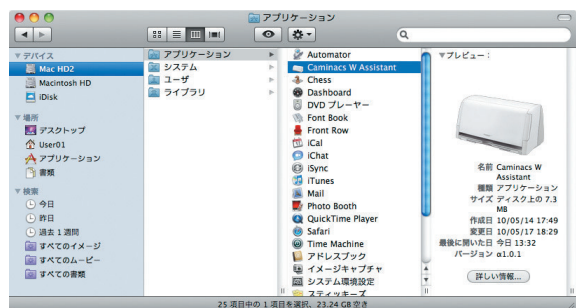 アプリケーション
デバイス
Mac HD2
Macintosh HD
iDisk
場所
デスクトップ
User01
アプリケーション
書類
検索
今日
昨日
過去 1 週間
すべてのイメージ
すべてのムービー
すべての書類
アプリケーション
システム
ユーザ
ライブラリ
Automator
Caminacs W Assistant
Chess
Dashboard
DVD プレーヤー
Font Book
Front Row
iCal
iChat
iSync
iTunes
Mail
Photo Booth
QuickTime Player
Safari
Time Machine
アドレスブック
イメージキャプチャ
システム環境設定
スティッキーズ
プレビュー：
名前 Caminacs W
Assistant
種類 アプリケーション
サイズ ディスク上の 7.3
MB
作成日 10/05/14 17:49
変更日 10/05/17 18:29
最後に開いた日 今日 13:32
バージョン α1.0.1
詳しい情報...
25 項目中の 1 項目を選択、23.24 GB 空き